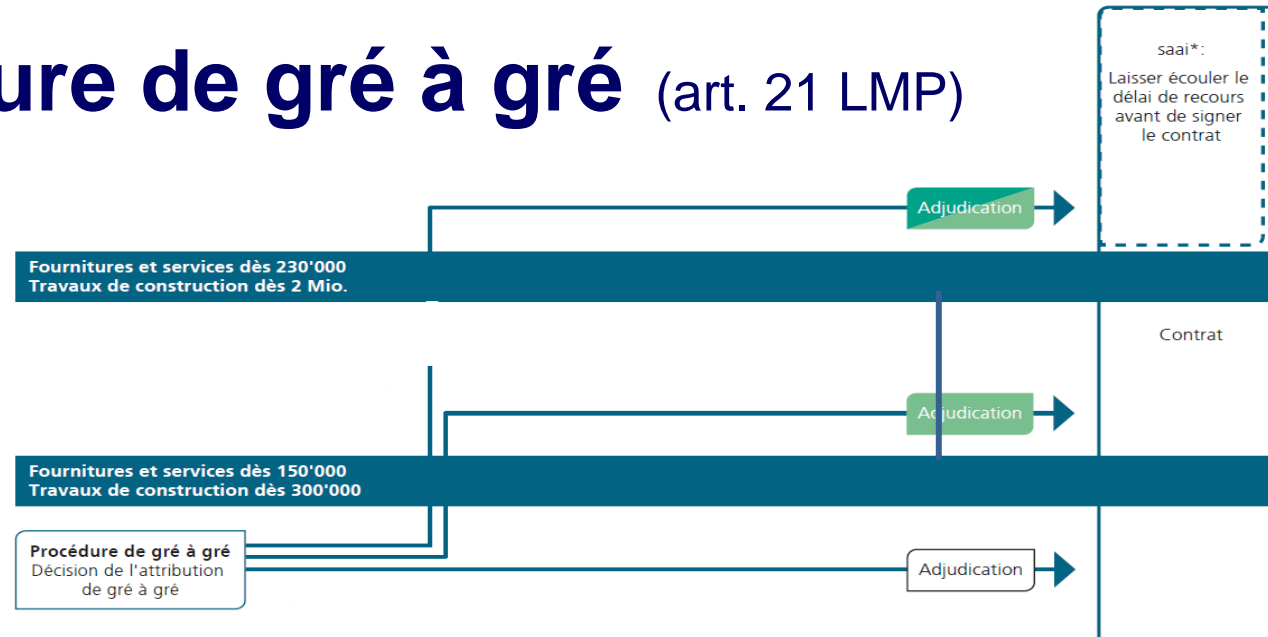 ure de gré à gré (art. 21 LMP)
saai*:
Laisser écouler le
délai de recours
avant de signer
le contrat
Adjudication
Fournitures et services dès 230'000
Travaux de construction dès 2 Mio.
Contrat
Adjudication
Fournitures et services dès 150'000
Travaux de construction dès 300'000
Procédure de gré à gré
Décision de l'attribution
de gré à gré
Adjudication